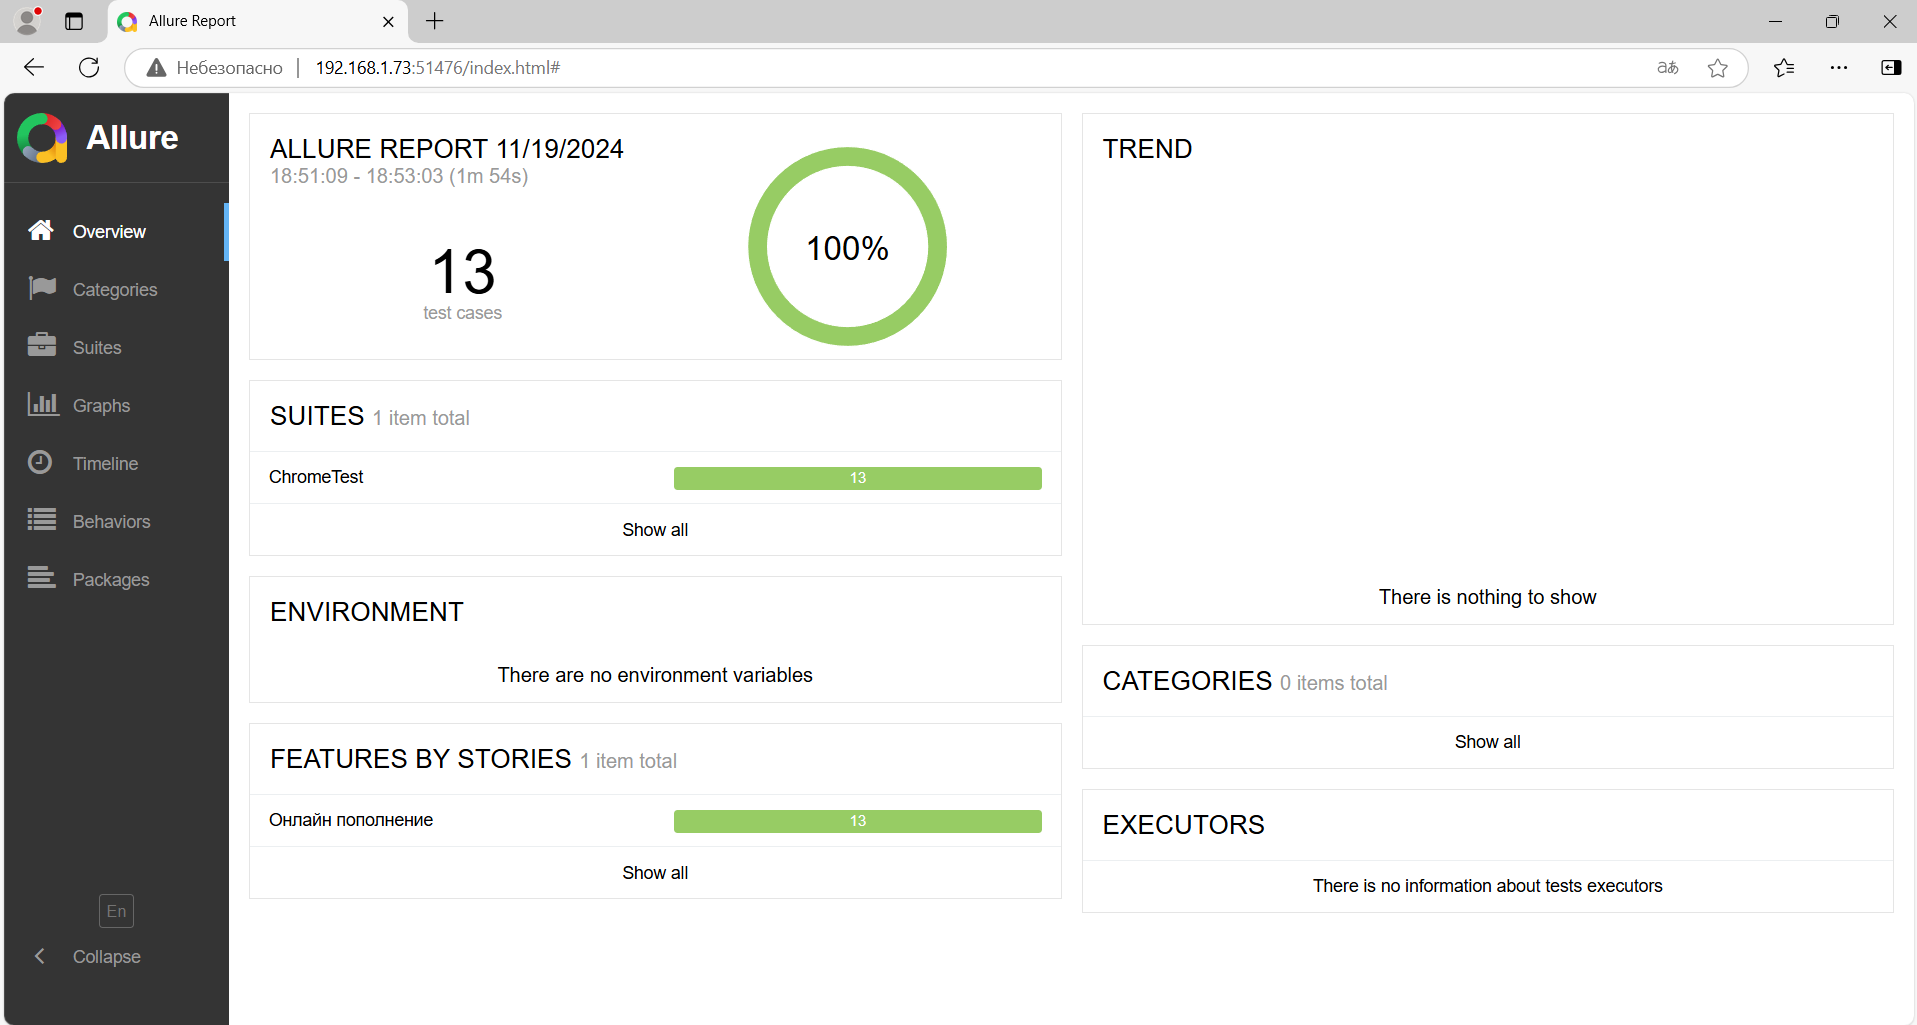 Allure Report
Небезопасно
192.168.1.73:51476/index.html#
Allure
Overview
Categories
Suites
Graphs
Timeline
Behaviors
Packages
En
Collapse
ALLURE REPORT 11/19/2024
18:51:09 - 18:53:03 (1m 54s)
13
test cases
100%
SUITES 1 item total
ChromeTest 13
Show all
ENVIRONMENT
There are no environment variables
FEATURES BY STORIES 1 item total
Онлайн пополнение 13
Show all
TREND
There is nothing to show
CATEGORIES 0 items total
Show all
EXECUTORS
There is no information about tests executors